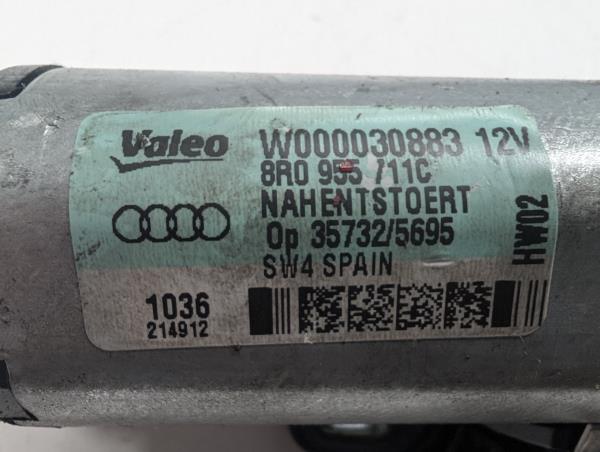 Valeo W000030883 12V
8R0 955 711C
NAHENTSTOERT
Op 35732/5695
SW4 SPAIN
HW02
1036
214912